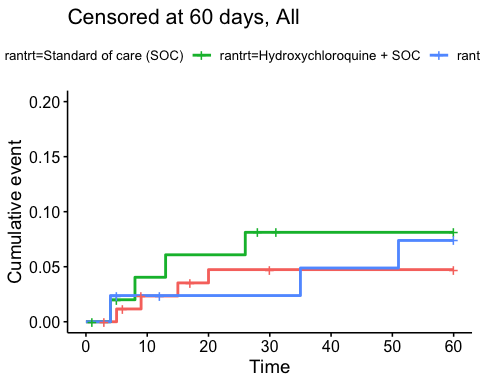 Censored at 60 days, All
rantrt=Standard of care (SOC) rantrt=Hydroxychloroquine + SOC rant
0.20
0.15
0.10
0.05
0.00
Cumulative event
0 10 20 30 40 50 60
Time